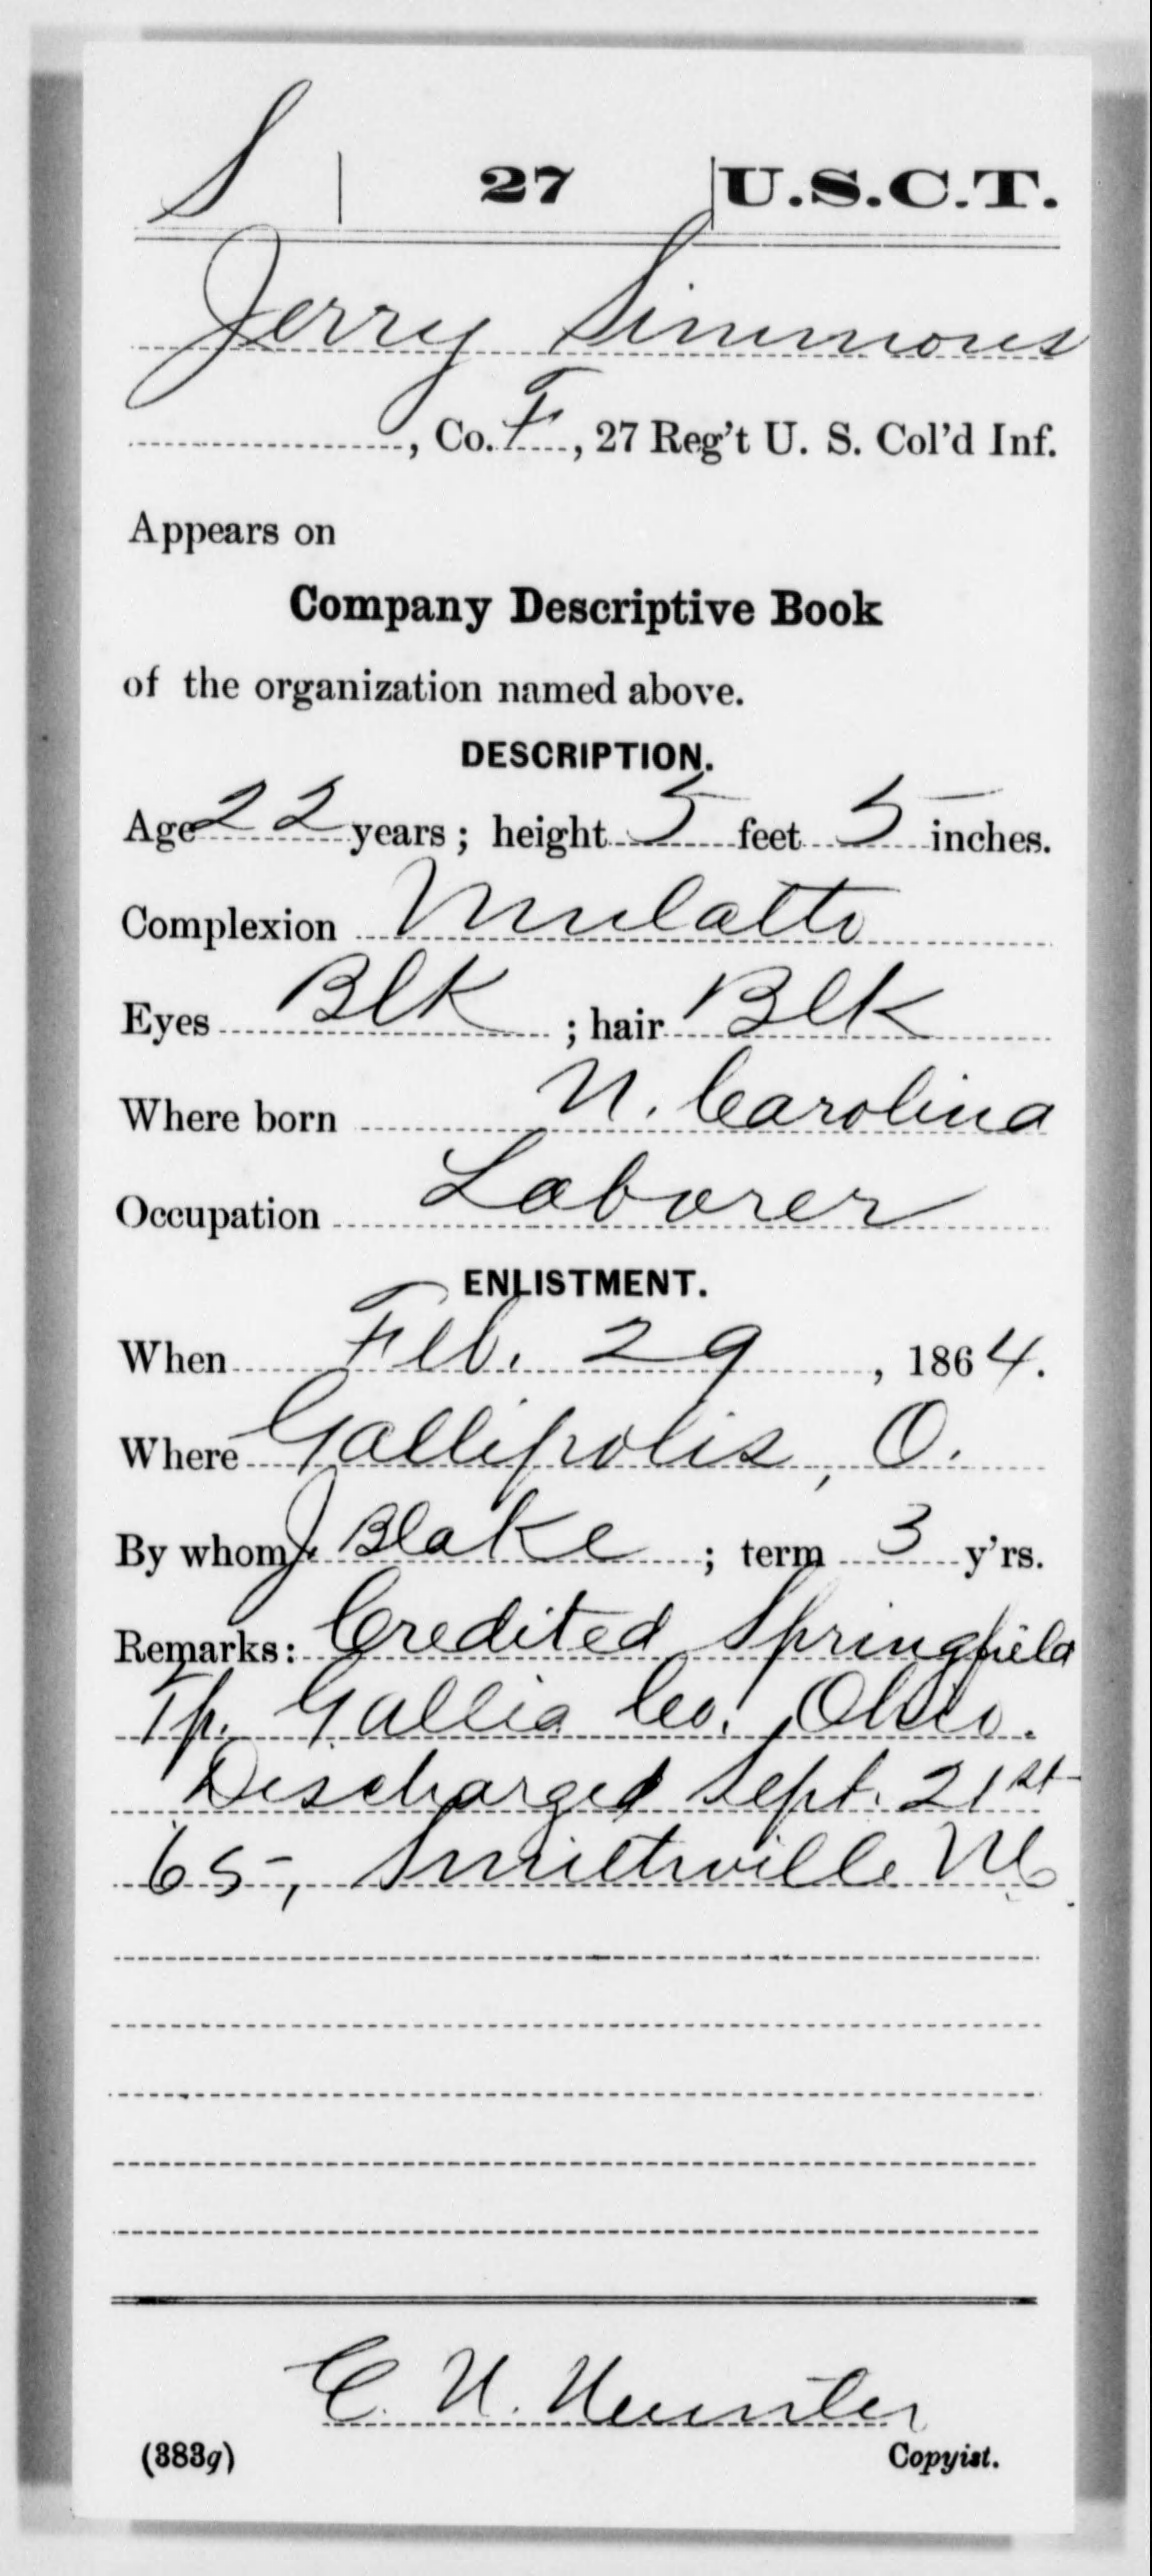 S | 27 | U.S.C.T.
Jerry Simmons
, Co. F, 27 Reg't U. S. Col'd Inf.
Appears on
Company Descriptive Book
of the organization named above.
DESCRIPTION.
Age 22 years; height 5 feet 5 inches.
Complexion Mulatto
Eyes Blk; hair Blk
Where born N. Carolina
Occupation Laborer
ENLISTMENT.
When Feb. 29, 1864.
Where Gallipolis, O.
By whom J. Blake; term 3 y'rs.
Remarks: Credited Springfield
Tp. Gallia Co. Ohio.
Discharged Sept. 21st
65, Smithville NC.
C. N.
(383g) Copyist.